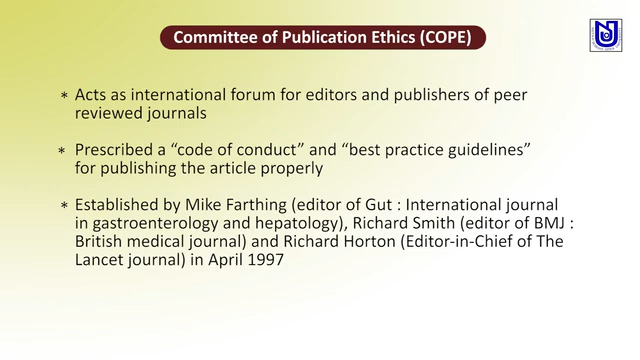 Committee of Publication Ethics (COPE)
* Acts as international forum for editors and publishers of peer
reviewed journals
* Prescribed a “code of conduct” and “best practice guidelines”
for publishing the article properly
* Established by Mike Farthing (editor of Gut : International journal
in gastroenterology and hepatology), Richard Smith (editor of BMJ :
British medical journal) and Richard Horton (Editor-in-Chief of The
Lancet journal) in April 1997